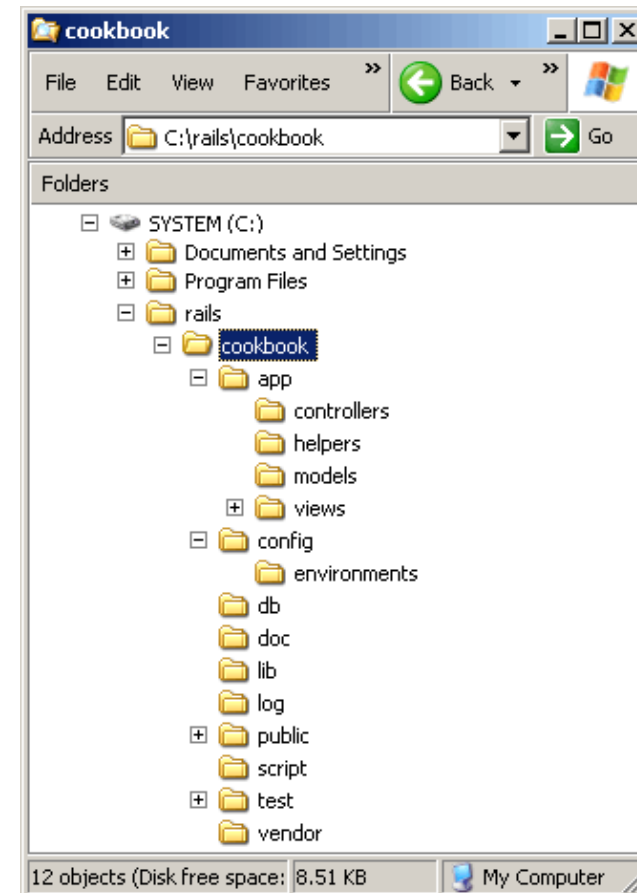 cookbook
File Edit View Favorites » Back »
Address C:\rails\cookbook Go
Folders
SYSTEM (C:)
Documents and Settings
Program Files
rails
cookbook
app
controllers
helpers
models
views
config
environments
db
doc
lib
log
public
script
test
vendor
12 objects (Disk free space: 8.51 KB My Computer